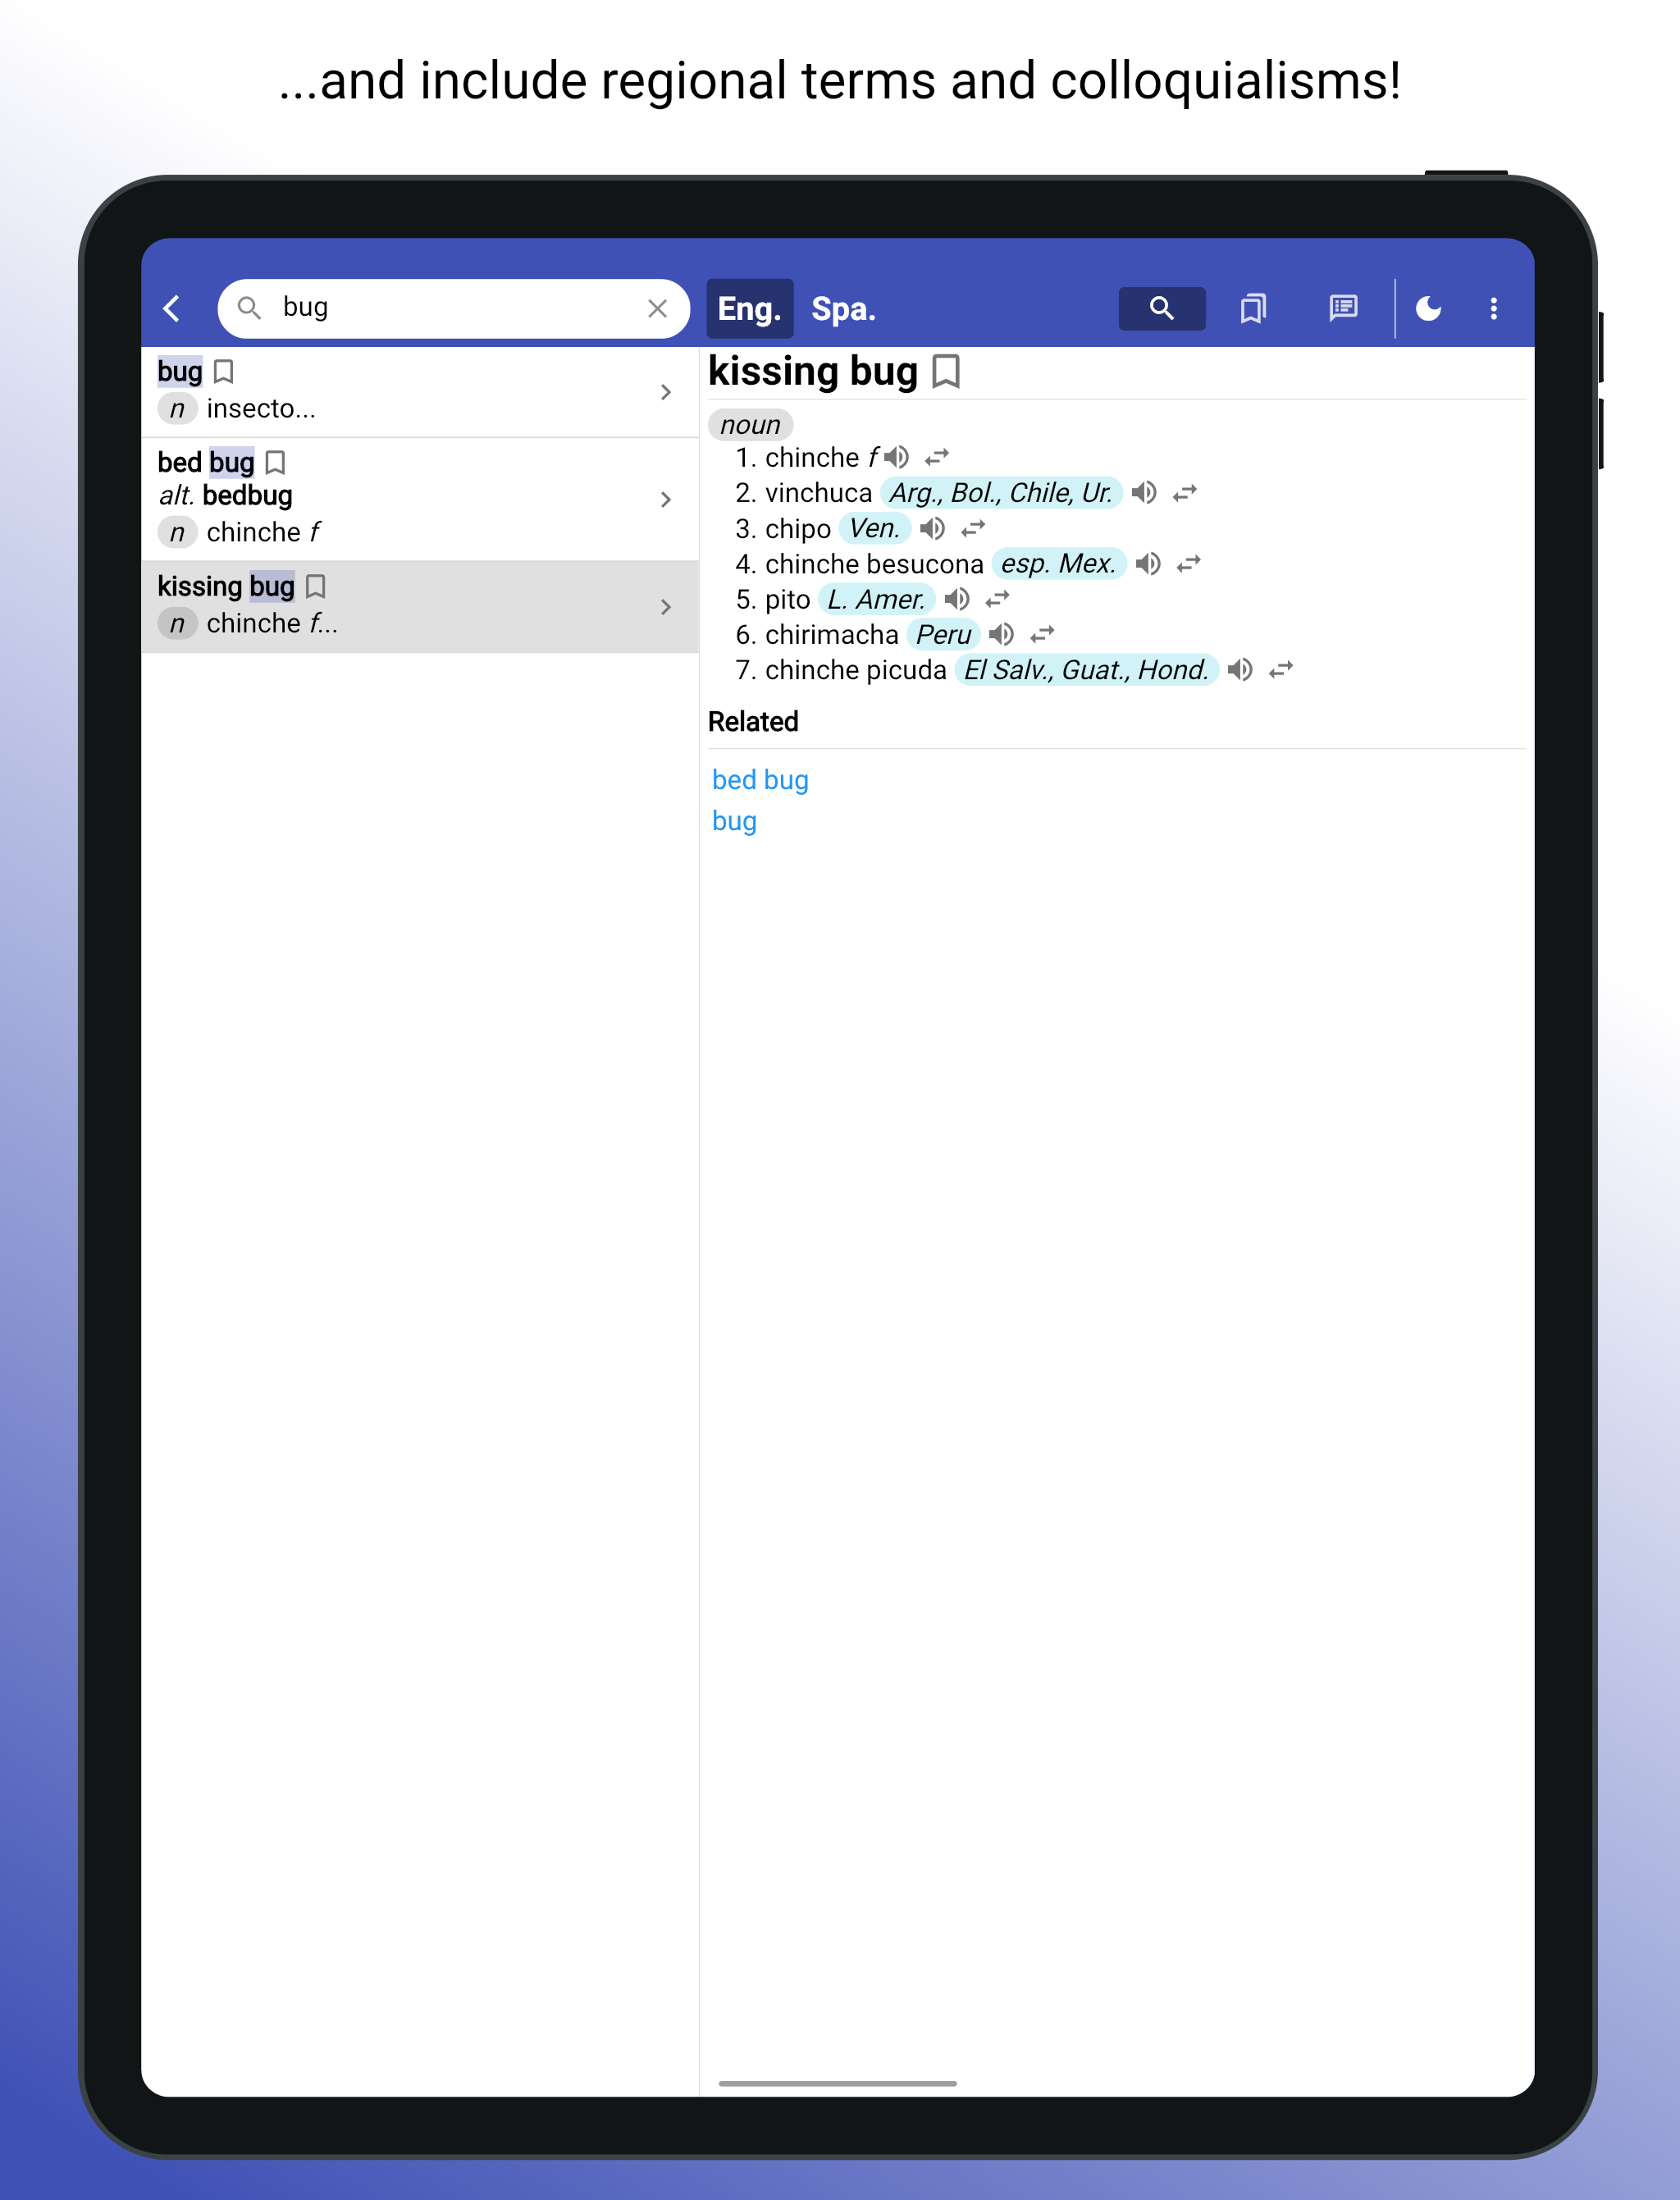 ...and include regional terms and colloquialisms!
bug
Eng. Spa.
bug
n insecto...
bed bug
alt. bedbug
n chinche f
kissing bug
n chinche f...
kissing bug
noun
1. chinche f
2. vinchuca Arg., Bol., Chile, Ur.
3. chipo Ven.
4. chinche besucona esp. Mex.
5. pito L. Amer.
6. chirimacha Peru
7. chinche picuda El Salv., Guat., Hond.
Related
bed bug
bug